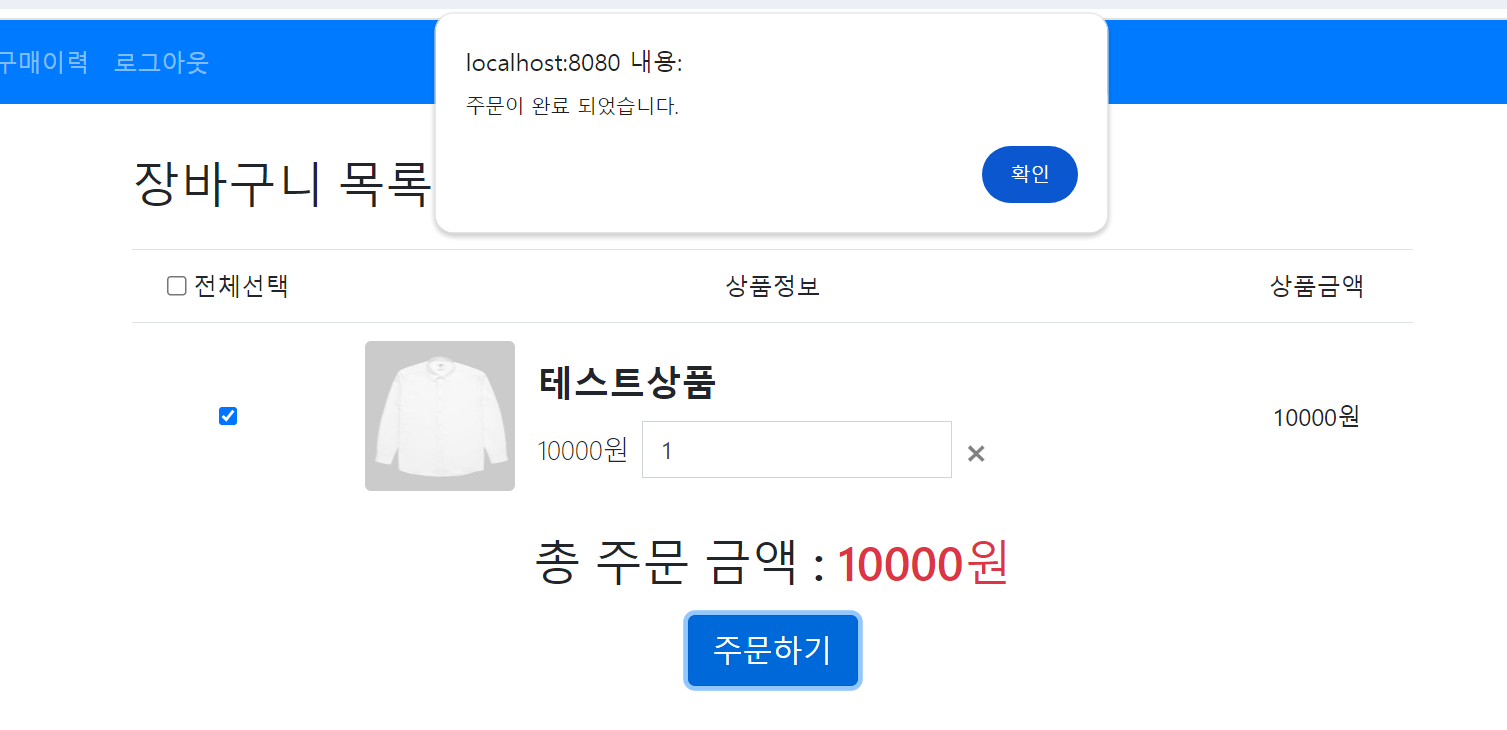 구매이력 로그아웃
localhost:8080 내용:
주문이 완료 되었습니다.
확인
장바구니 목록
전체선택 상품정보 상품금액
테스트상품
10000원 1 ×
10000원
총 주문 금액 : 10000원
주문하기